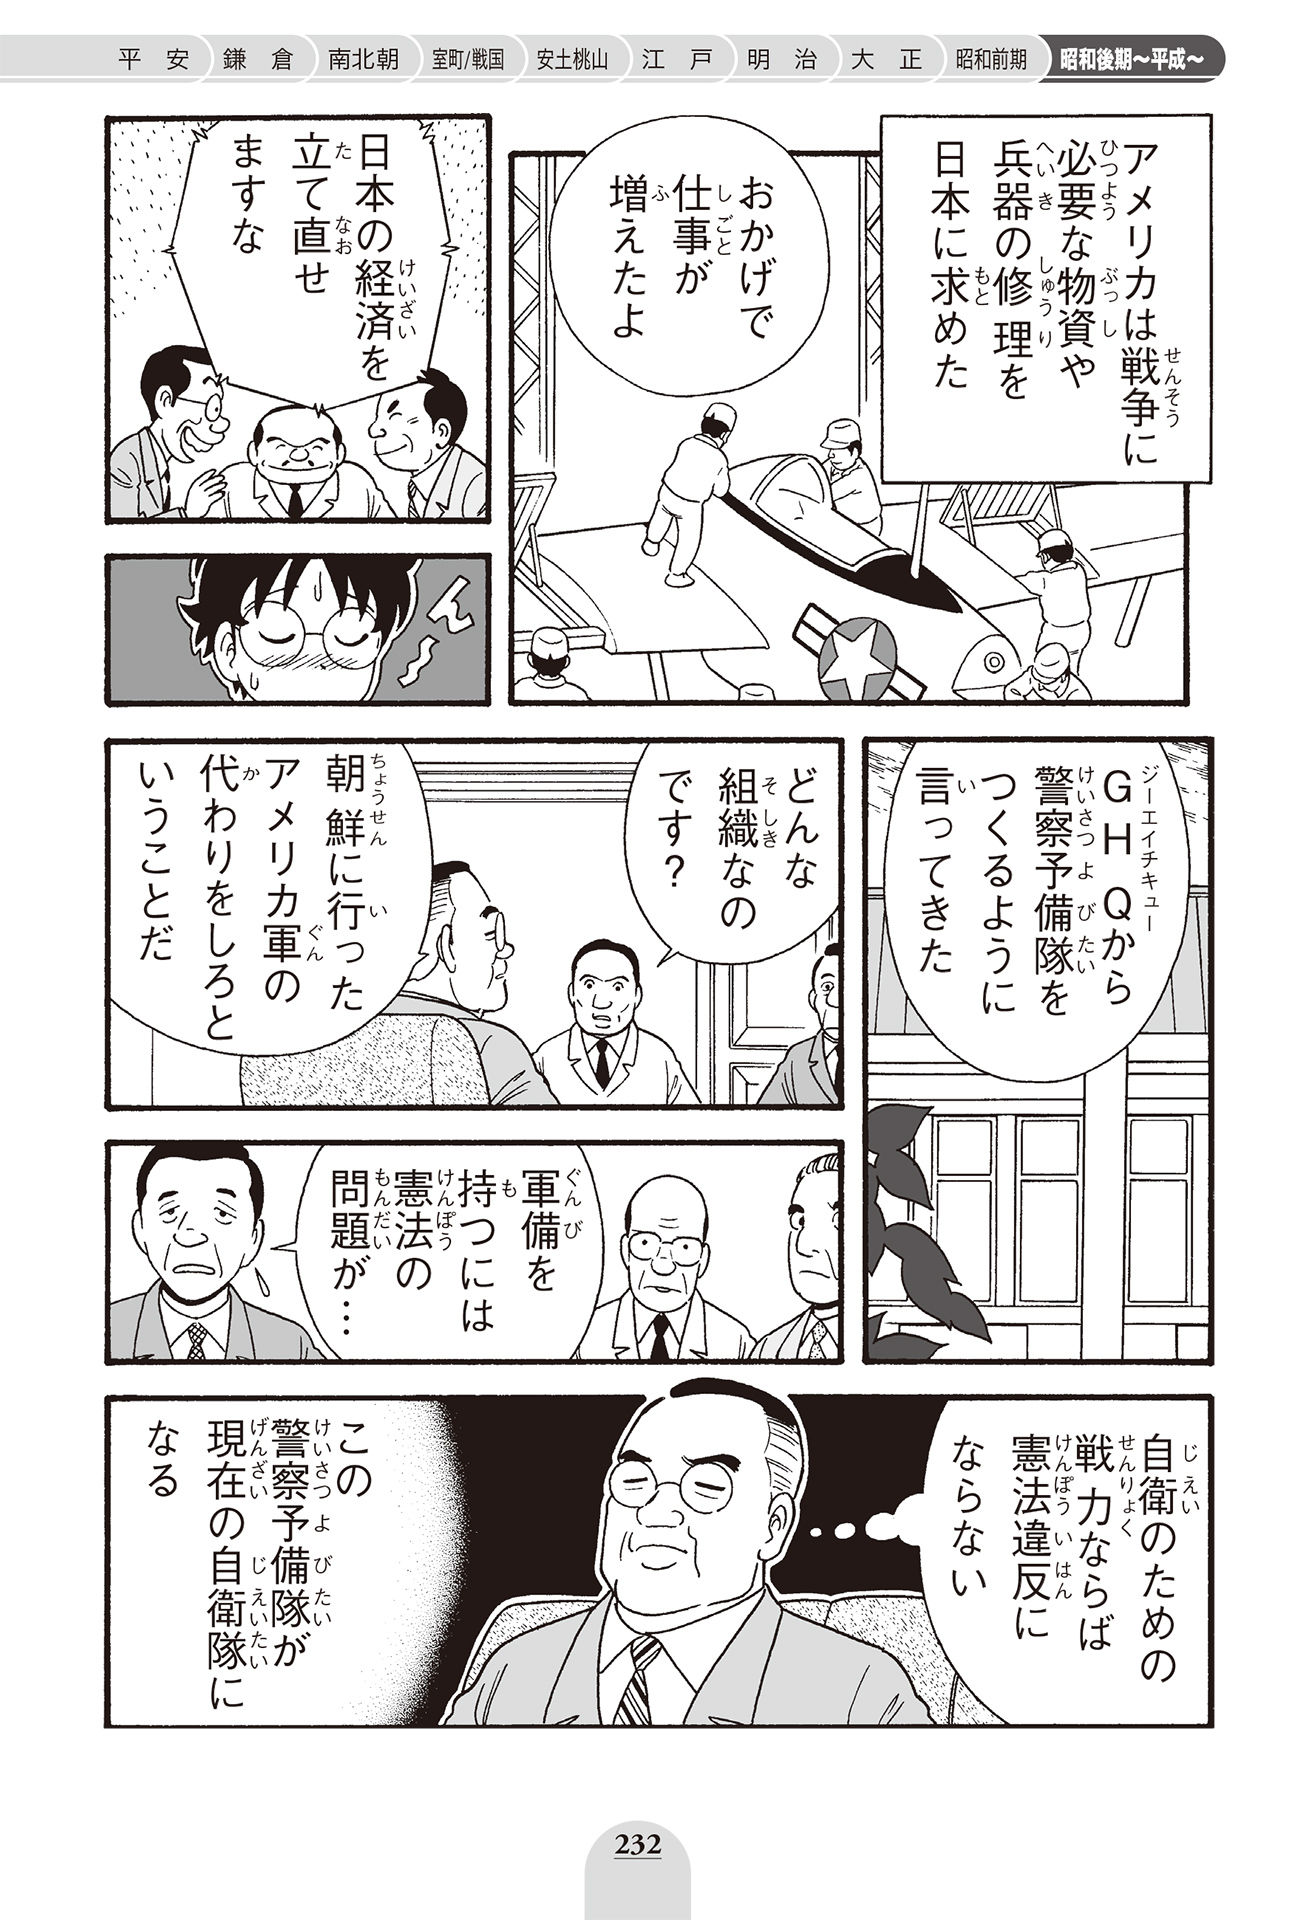 平安 鎌倉 南北朝 室町/戦国 安土桃山 江戸 明治 大正 昭和前期 昭和後期〜平成〜
アメリカは戦争に
必要な物資や
兵器の修理を
日本に求めた
おかげで
仕事が
増えたよ
日本の経済を
立て直せ
ますな
GHQから
警察予備隊を
つくるように
言ってきた
どんな
組織なの
です?
朝鮮に行った
アメリカ軍の
代わりをしろと
いうことだ
軍備を
持つには
憲法の
問題が…
自衛のための
戦力ならば
憲法違反に
ならない
この
警察予備隊が
現在の自衛隊に
なる
232